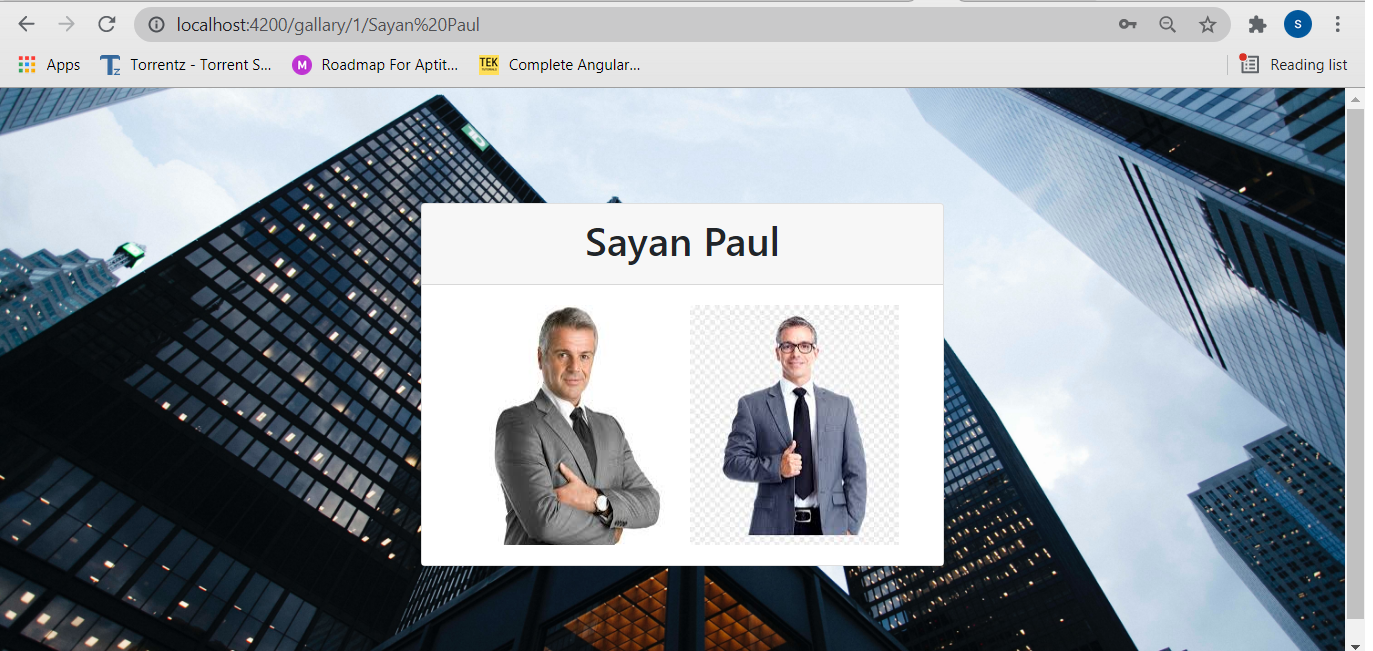 localhost:4200/gallary/1/Sayan%20Paul
S
Apps
Tz
Torrentz - Torrent S...
M
Roadmap For Aptit...
TEK
Complete Angular...
Reading list
Sayan Paul